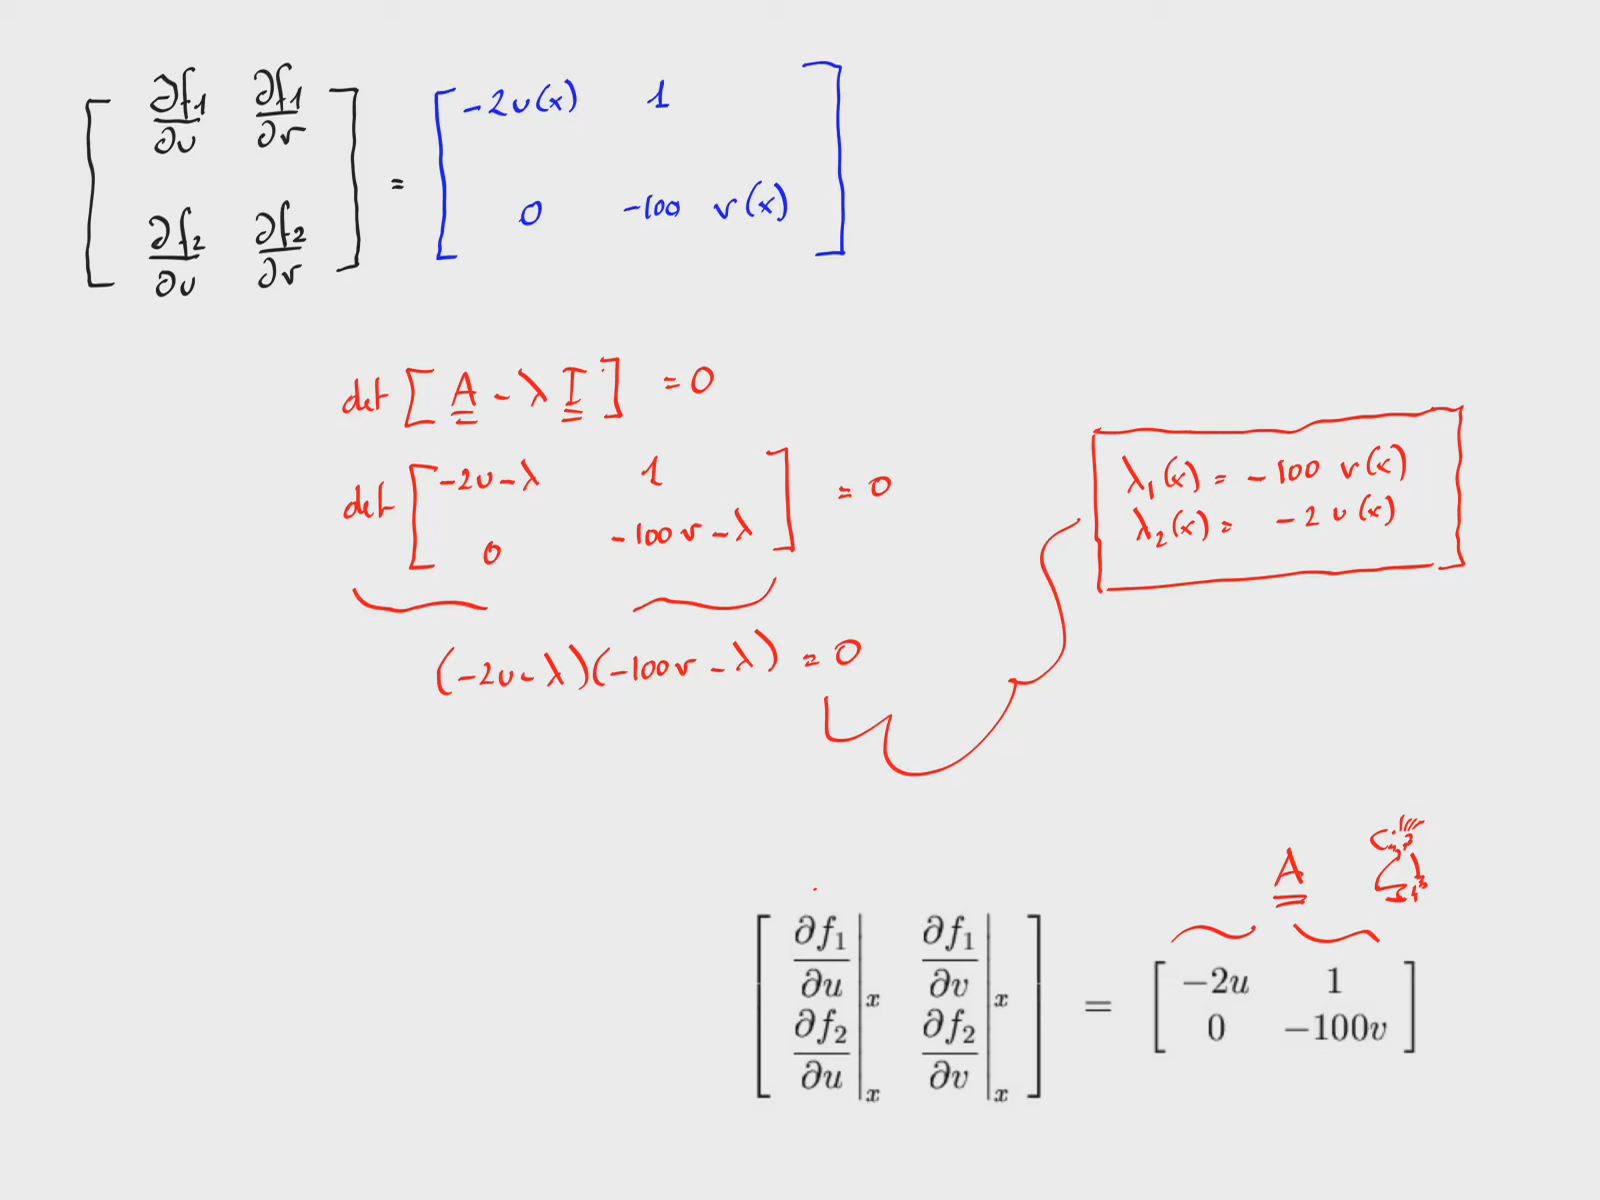 [ ∂f₁/∂u ∂f₁/∂v ; ∂f₂/∂u ∂f₂/∂v ] = [ -2u(x) 1 ; 0 -100 v(x) ]
det [ A - λ I ] = 0
det [ -2u-λ 1 ; 0 -100v-λ ] = 0
(-2u-λ)(-100v-λ) = 0
λ₁(x) = -100 v(x)
λ₂(x) = -2u(x)
A
[ ∂f₁/∂u|ₓ ∂f₁/∂v|ₓ ; ∂f₂/∂u|ₓ ∂f₂/∂v|ₓ ] = [ −2u 1 ; 0 −100v ]